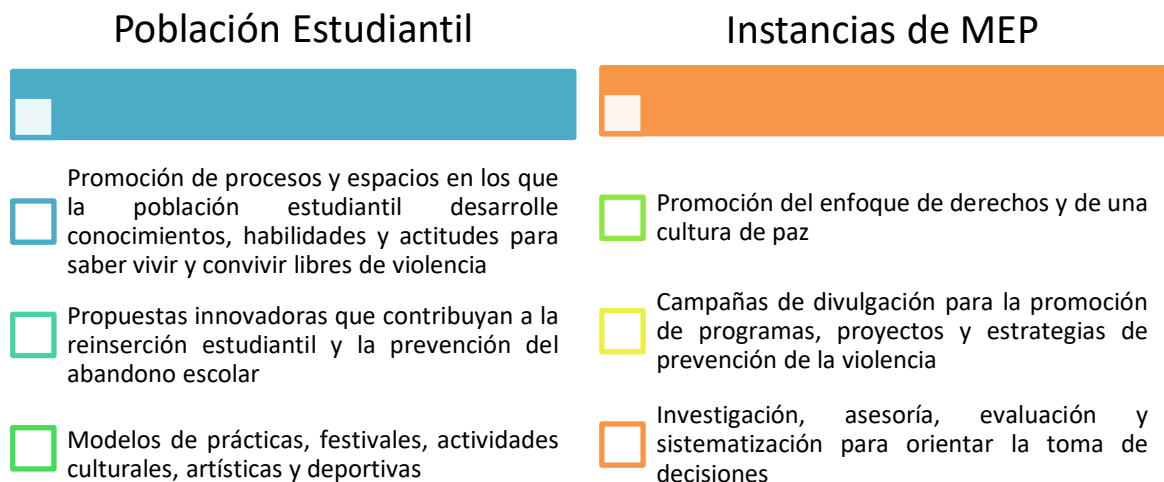 Población Estudiantil
Promoción de procesos y espacios en los que
la población estudiantil desarrolle
conocimientos, habilidades y actitudes para
saber vivir y convivir libres de violencia
Propuestas innovadoras que contribuyan a la
reinserción estudiantil y la prevención del
abandono escolar
Modelos de prácticas, festivales, actividades
culturales, artísticas y deportivas
Instancias de MEP
Promoción del enfoque de derechos y de una
cultura de paz
Campañas de divulgación para la promoción
de programas, proyectos y estrategias de
prevención de la violencia
Investigación, asesoría, evaluación y
sistematización para orientar la toma de
decisiones